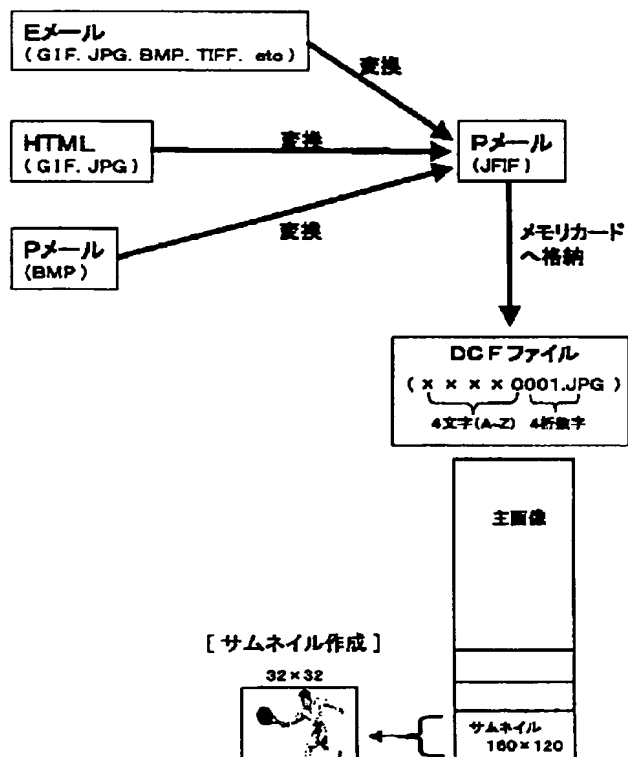 Eメール
(GIF. JPG. BMP. TIFF. etc)
変換
HTML
(GIF. JPG)
変換
Pメール
(JFIF)
Pメール
(BMP)
変換
メモリカード
へ格納
DCFファイル
(××××0001.JPG)
4文字(A~Z) 4桁数字
主画像
[サムネイル作成]
32×32
サムネイル
160×120